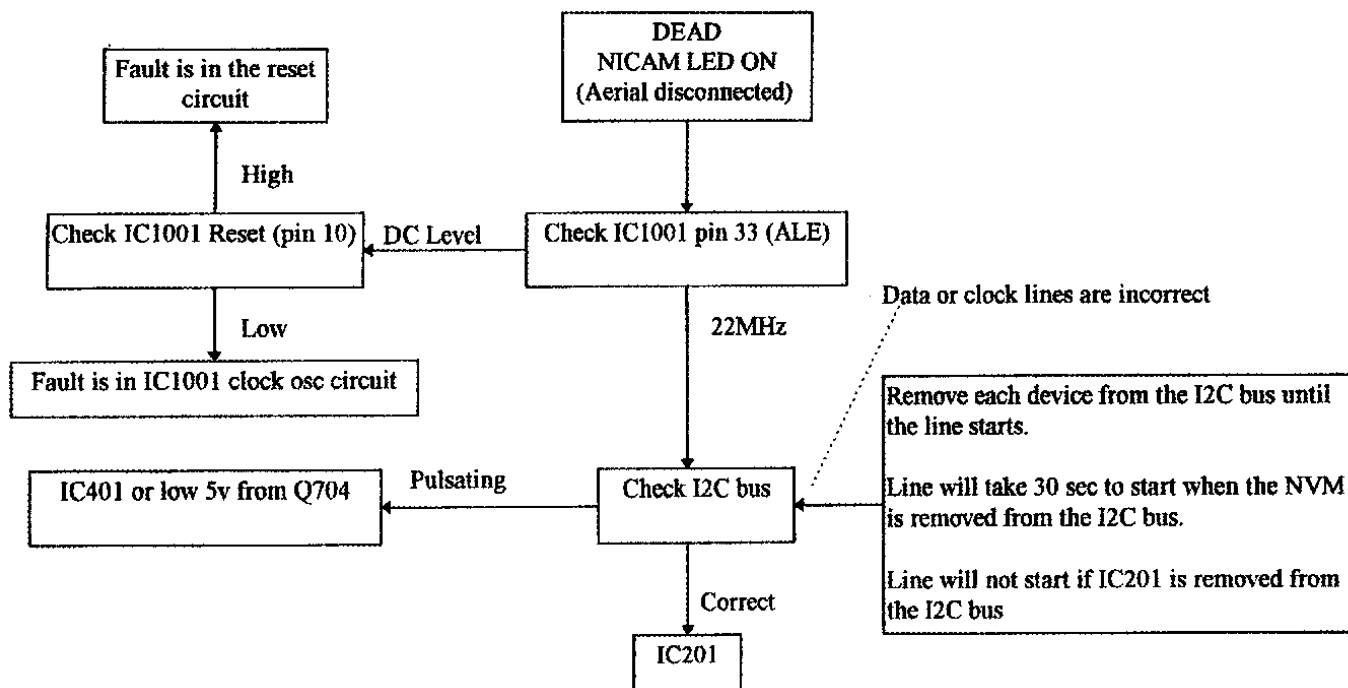 DEAD
NICAM LED ON
(Aerial disconnected)
Fault is in the reset
circuit
High
Check IC1001 Reset (pin 10)
DC Level
Check IC1001 pin 33 (ALE)
Low
22MHz
Data or clock lines are incorrect
Fault is in IC1001 clock osc circuit
Remove each device from the I2C bus until
the line starts.
Line will take 30 sec to start when the NVM
is removed from the I2C bus.
Line will not start if IC201 is removed from
the I2C bus
IC401 or low 5v from Q704
Pulsating
Check I2C bus
Correct
IC201